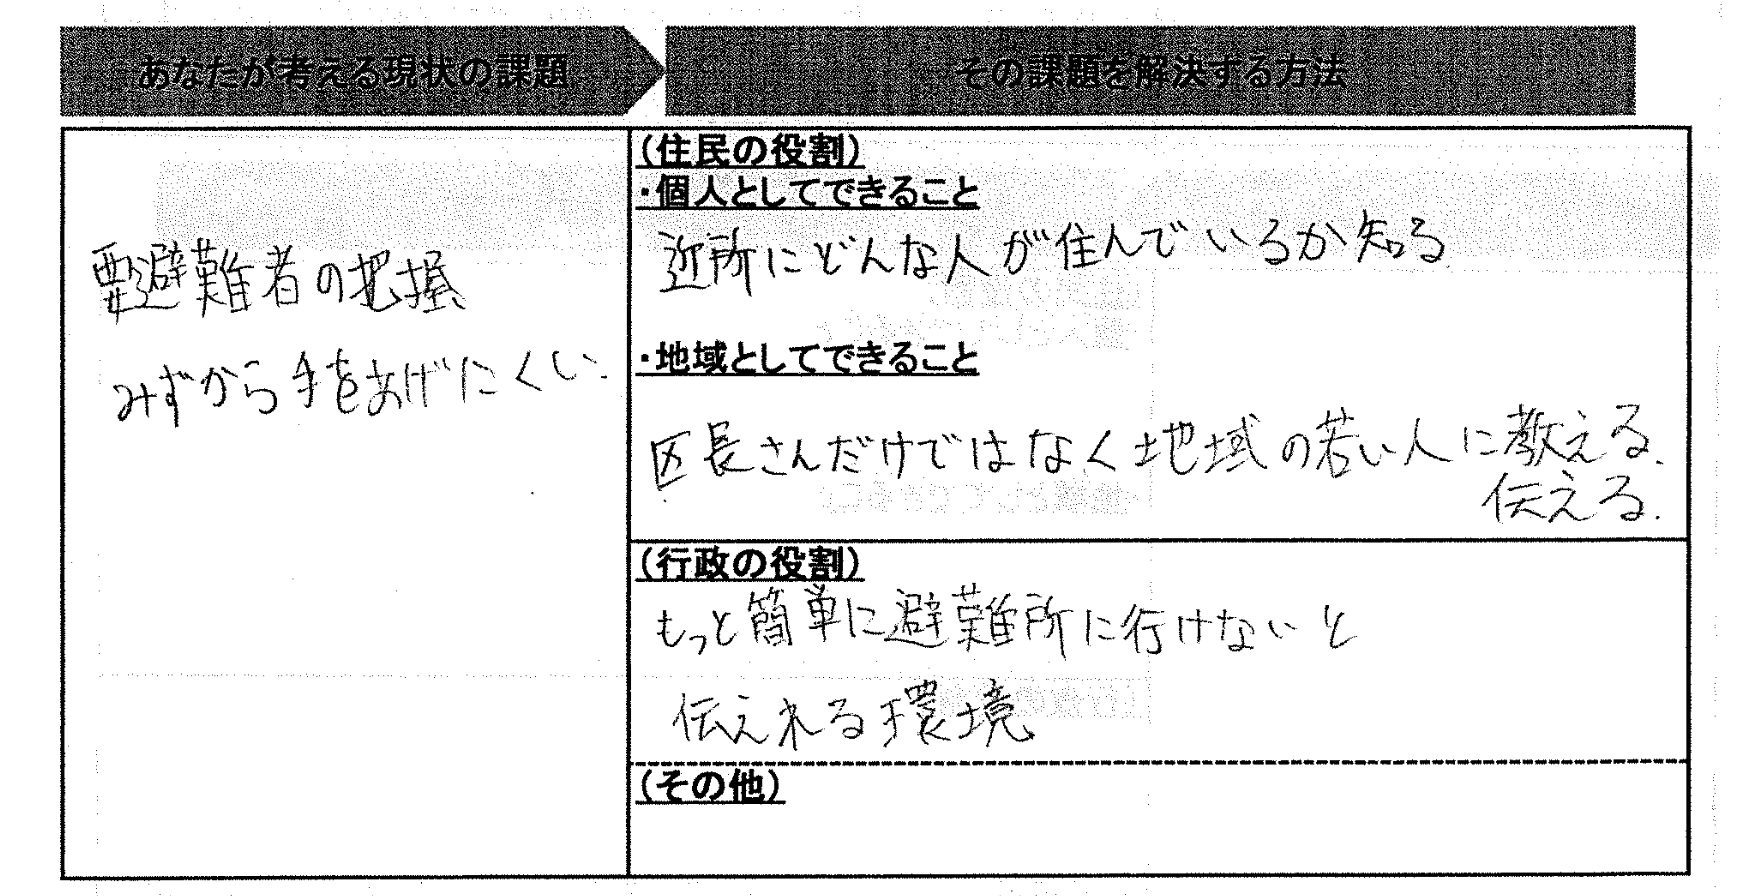 あなたが考える現状の課題
その課題を解決する方法
要避難者の把握
みずから手をあげにくい.
（住民の役割）
・個人としてできること
近所にどんな人が住んでいるか知る
・地域としてできること
区長さんだけではなく地域の若い人に教える.
伝える.
（行政の役割）
もっと簡単に避難所に行けないと
伝えれる環境
（その他）